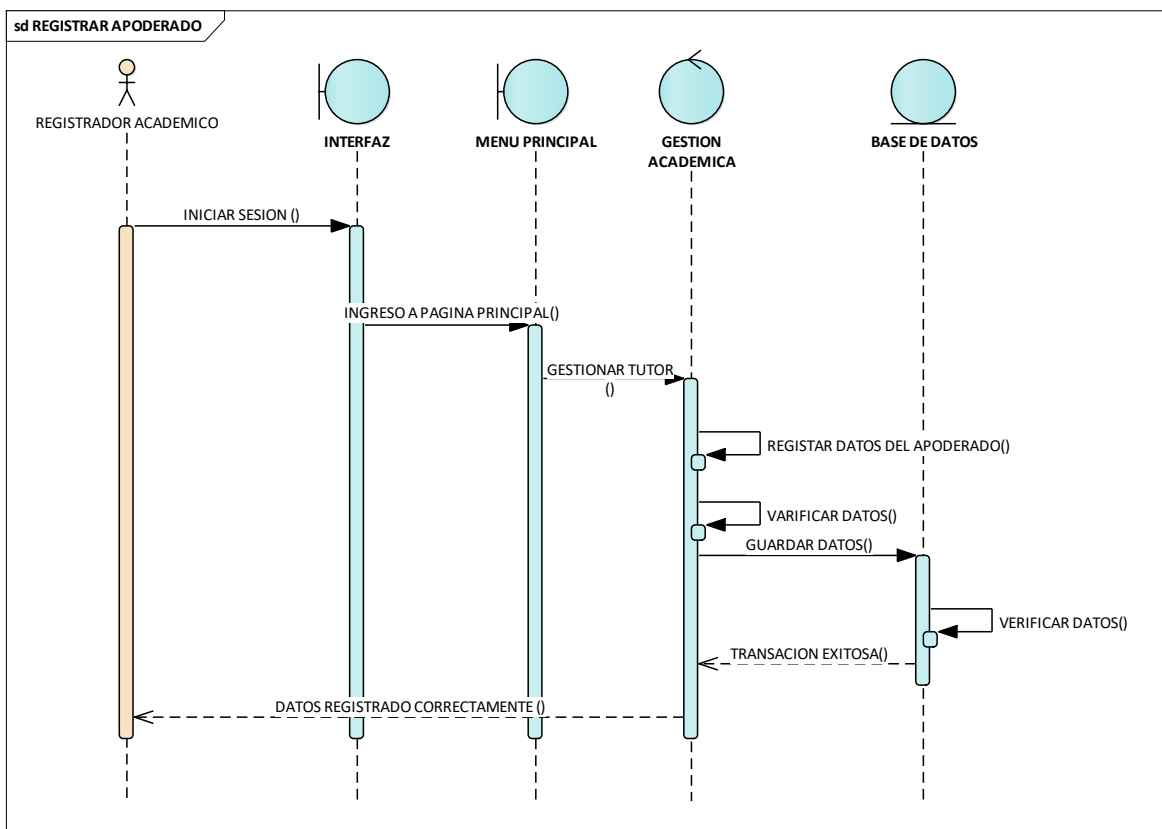 sd REGISTRAR APODERADO
REGISTRADOR ACADEMICO
INTERFAZ
MENU PRINCIPAL
GESTION
ACADEMICA
BASE DE DATOS
INICIAR SESION ()
INGRESO A PAGINA PRINCIPAL()
GESTIONAR TUTOR
()
REGISTAR DATOS DEL APODERADO()
VARIFICAR DATOS()
GUARDAR DATOS()
VERIFICAR DATOS()
TRANSACION EXITOSA()
DATOS REGISTRADO CORRECTAMENTE ()